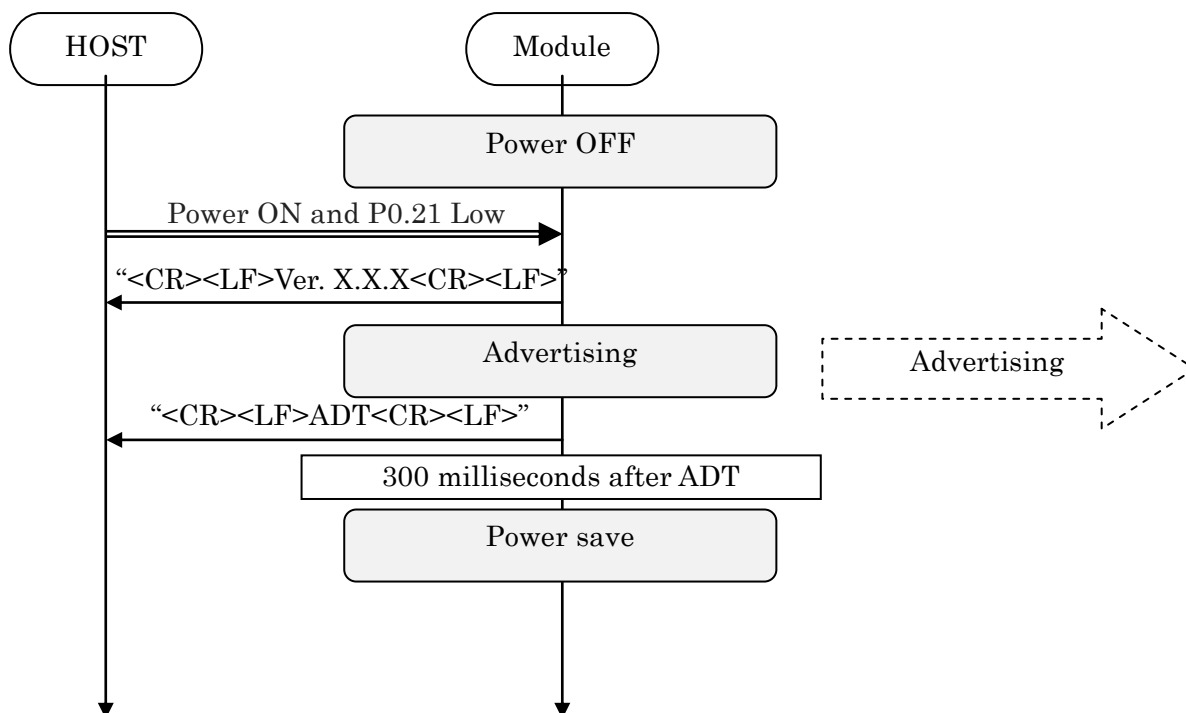 HOST
Module
Power OFF
Power ON and P0.21 Low
“<CR><LF>Ver. X.X.X<CR><LF>”
Advertising
Advertising
“<CR><LF>ADT<CR><LF>”
300 milliseconds after ADT
Power save